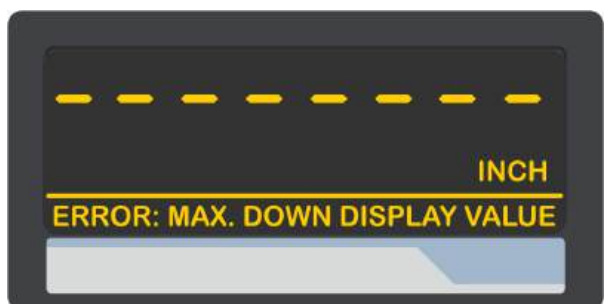 - - - - - - - -
INCH
ERROR: MAX. DOWN DISPLAY VALUE